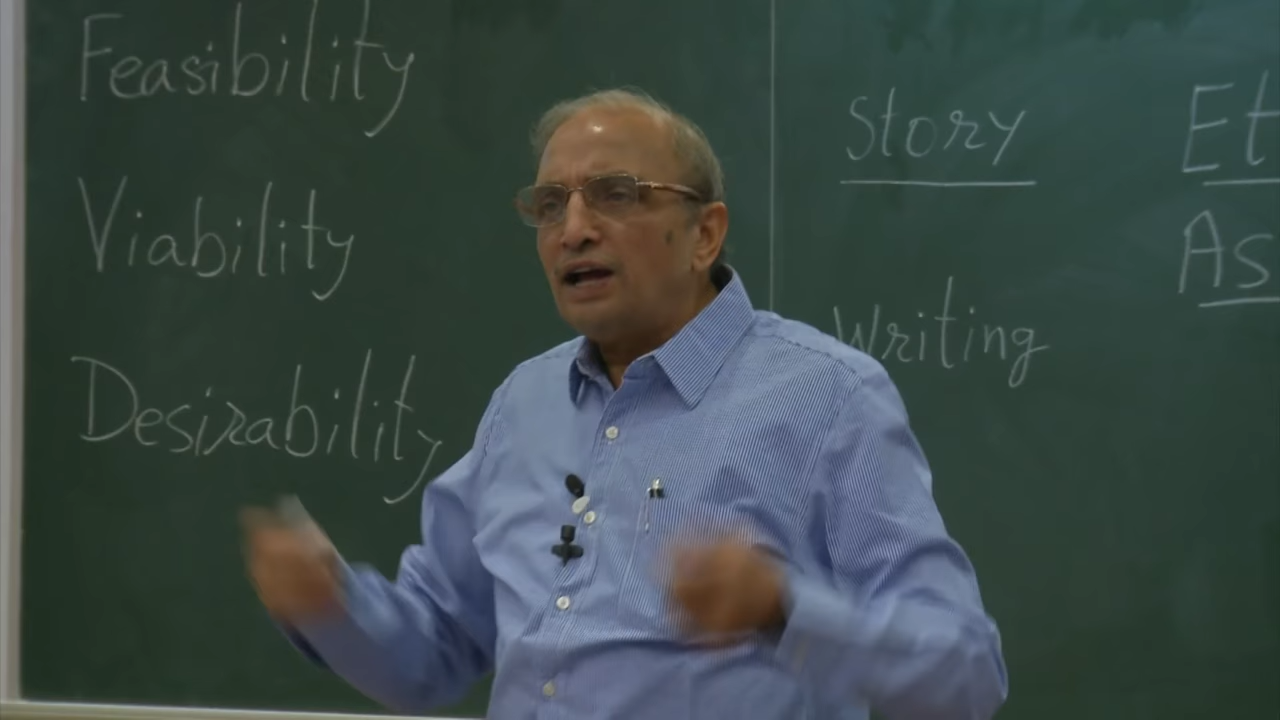 Feasibility
Viability
Desirability
Story
Writing
Et
As